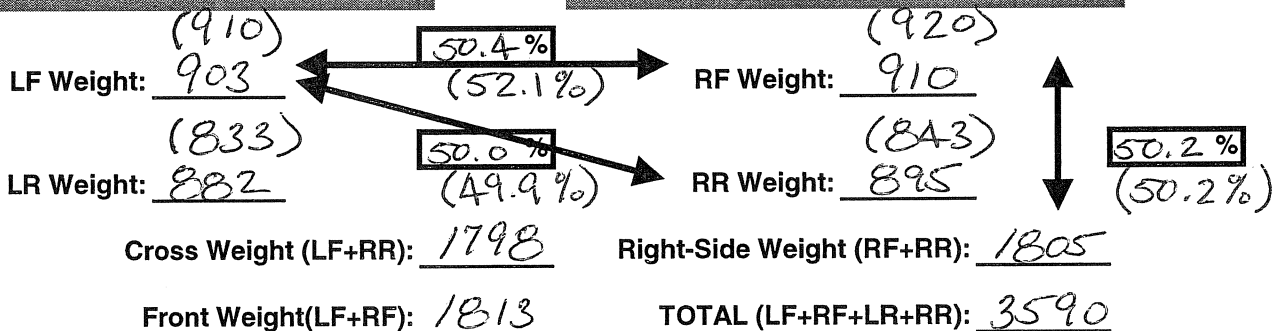 (910) 50.4% (920)
LF Weight: 903 (52.1%) RF Weight: 910
(833) 50.0% (843) 50.2%
LR Weight: 882 (49.9%) RR Weight: 895 (50.2%)
Cross Weight (LF+RR): 1798 Right-Side Weight (RF+RR): 1805
Front Weight(LF+RF): 1813 TOTAL (LF+RF+LR+RR): 3590